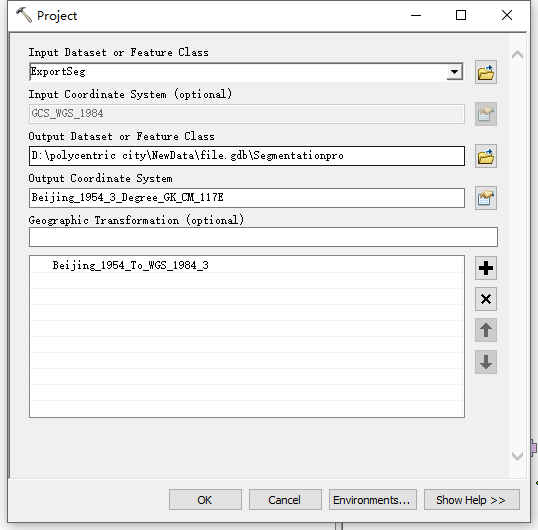 Project
Input Dataset or Feature Class
ExportSeg
Input Coordinate System (optional)
GCS_WGS_1984
Output Dataset or Feature Class
D:\polycentric city\NewData\file.gdb\Segmentationpro
Output Coordinate System
Beijing_1954_3_Degree_GK_CM_117E
Geographic Transformation (optional)
Beijing_1954_To_WGS_1984_3
OK Cancel Environments... Show Help >>